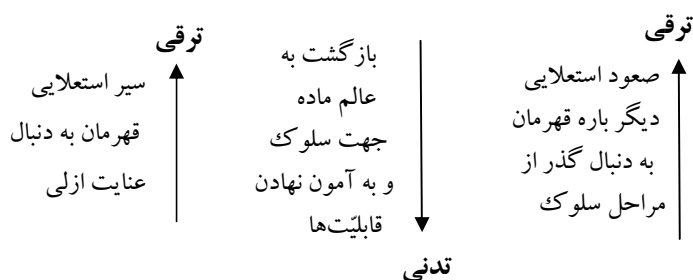 ترقی
صعود استعلایی
دیگر باره قهرمان
به دنبال گذر از
مراحل سلوک
بازگشت به
عالم ماده
جهت سلوک
و به آمون نهادن
قابلیّت‌ها
تدنی
ترقی
سیر استعلایی
قهرمان به دنبال
عنایت ازلی